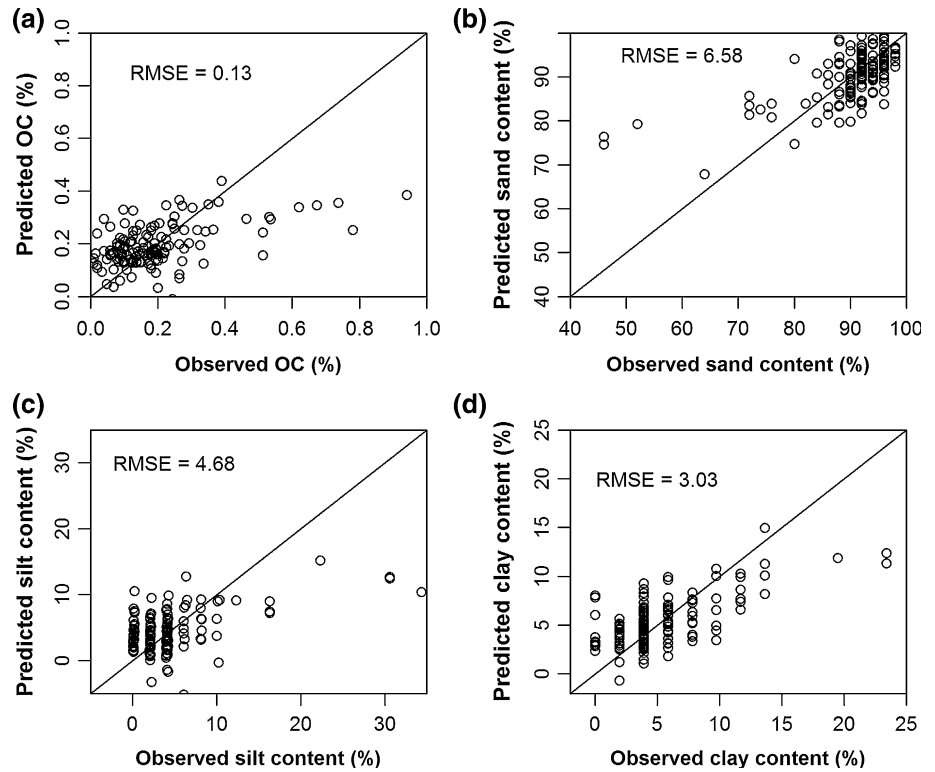 (a)
RMSE = 0.13
Predicted OC (%)
0.0 0.2 0.4 0.6 0.8 1.0
0.0 0.2 0.4 0.6 0.8 1.0
Observed OC (%)
(b)
RMSE = 6.58
Predicted sand content (%)
40 50 60 70 80 90
40 50 60 70 80 90 100
Observed sand content (%)
(c)
RMSE = 4.68
Predicted silt content (%)
0 10 20 30
0 10 20 30
Observed silt content (%)
(d)
RMSE = 3.03
Predicted clay content (%)
0 5 10 15 20 25
0 5 10 15 20 25
Observed clay content (%)